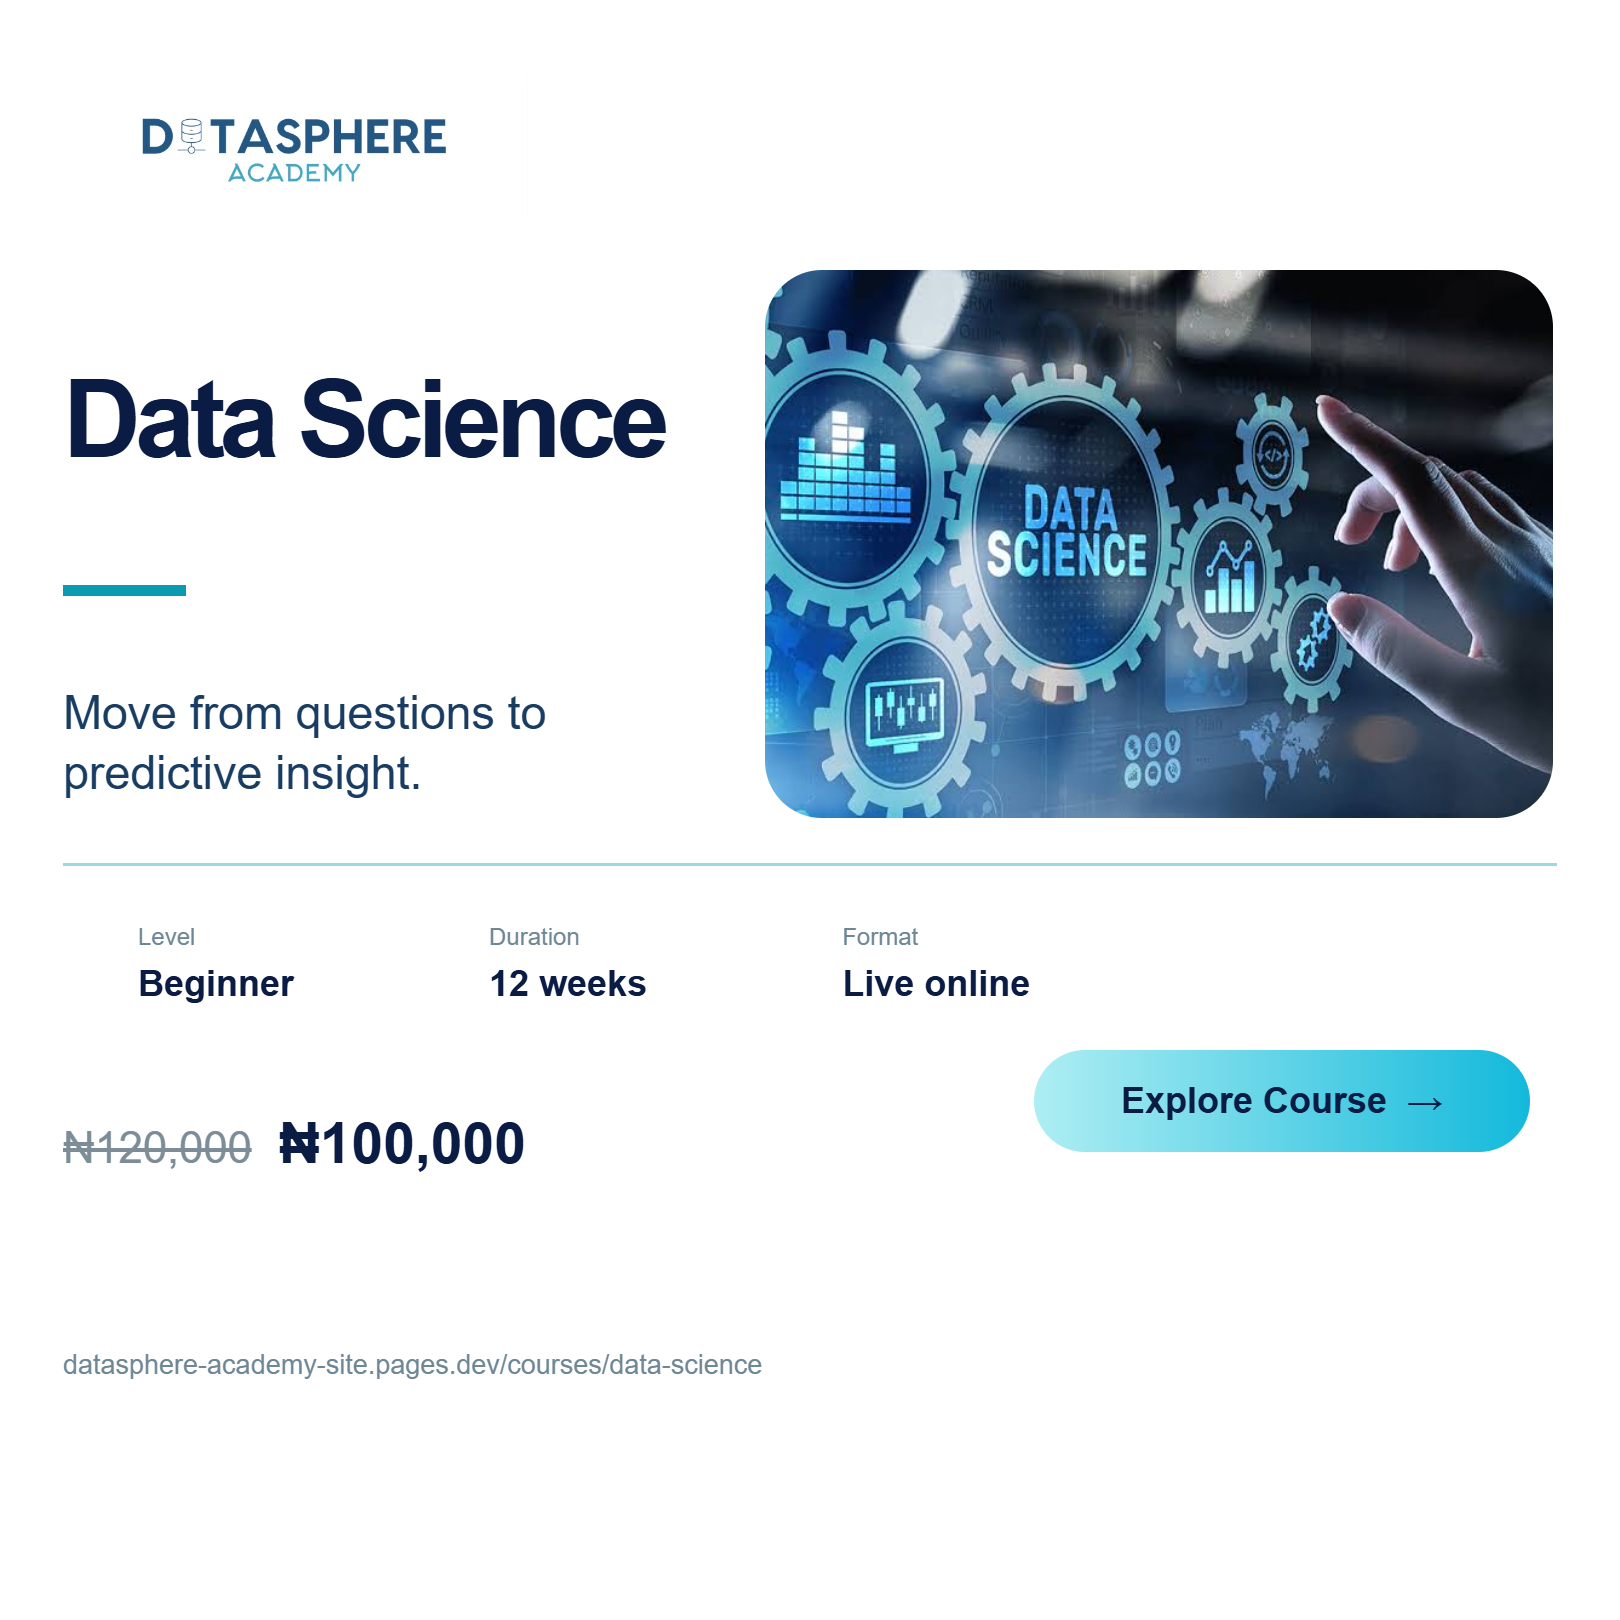 DATASPHERE
ACADEMY
Data Science
DATA
SCIENCE
</>
Move from questions to
predictive insight.
Level
Duration
Format
Beginner
12 weeks
Live online
Explore Course →
₦120,000 ₦100,000
datasphere-academy-site.pages.dev/courses/data-science